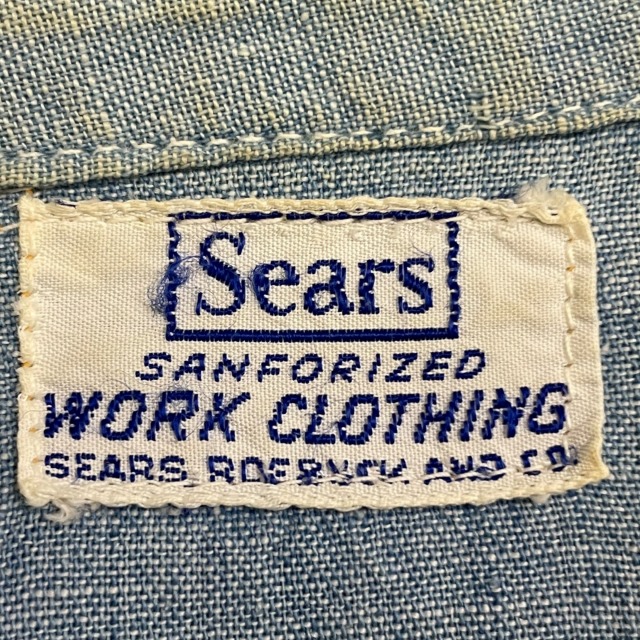 Sears
SANFORIZED
WORK CLOTHING
SEARS, ROEBUCK AND CO.